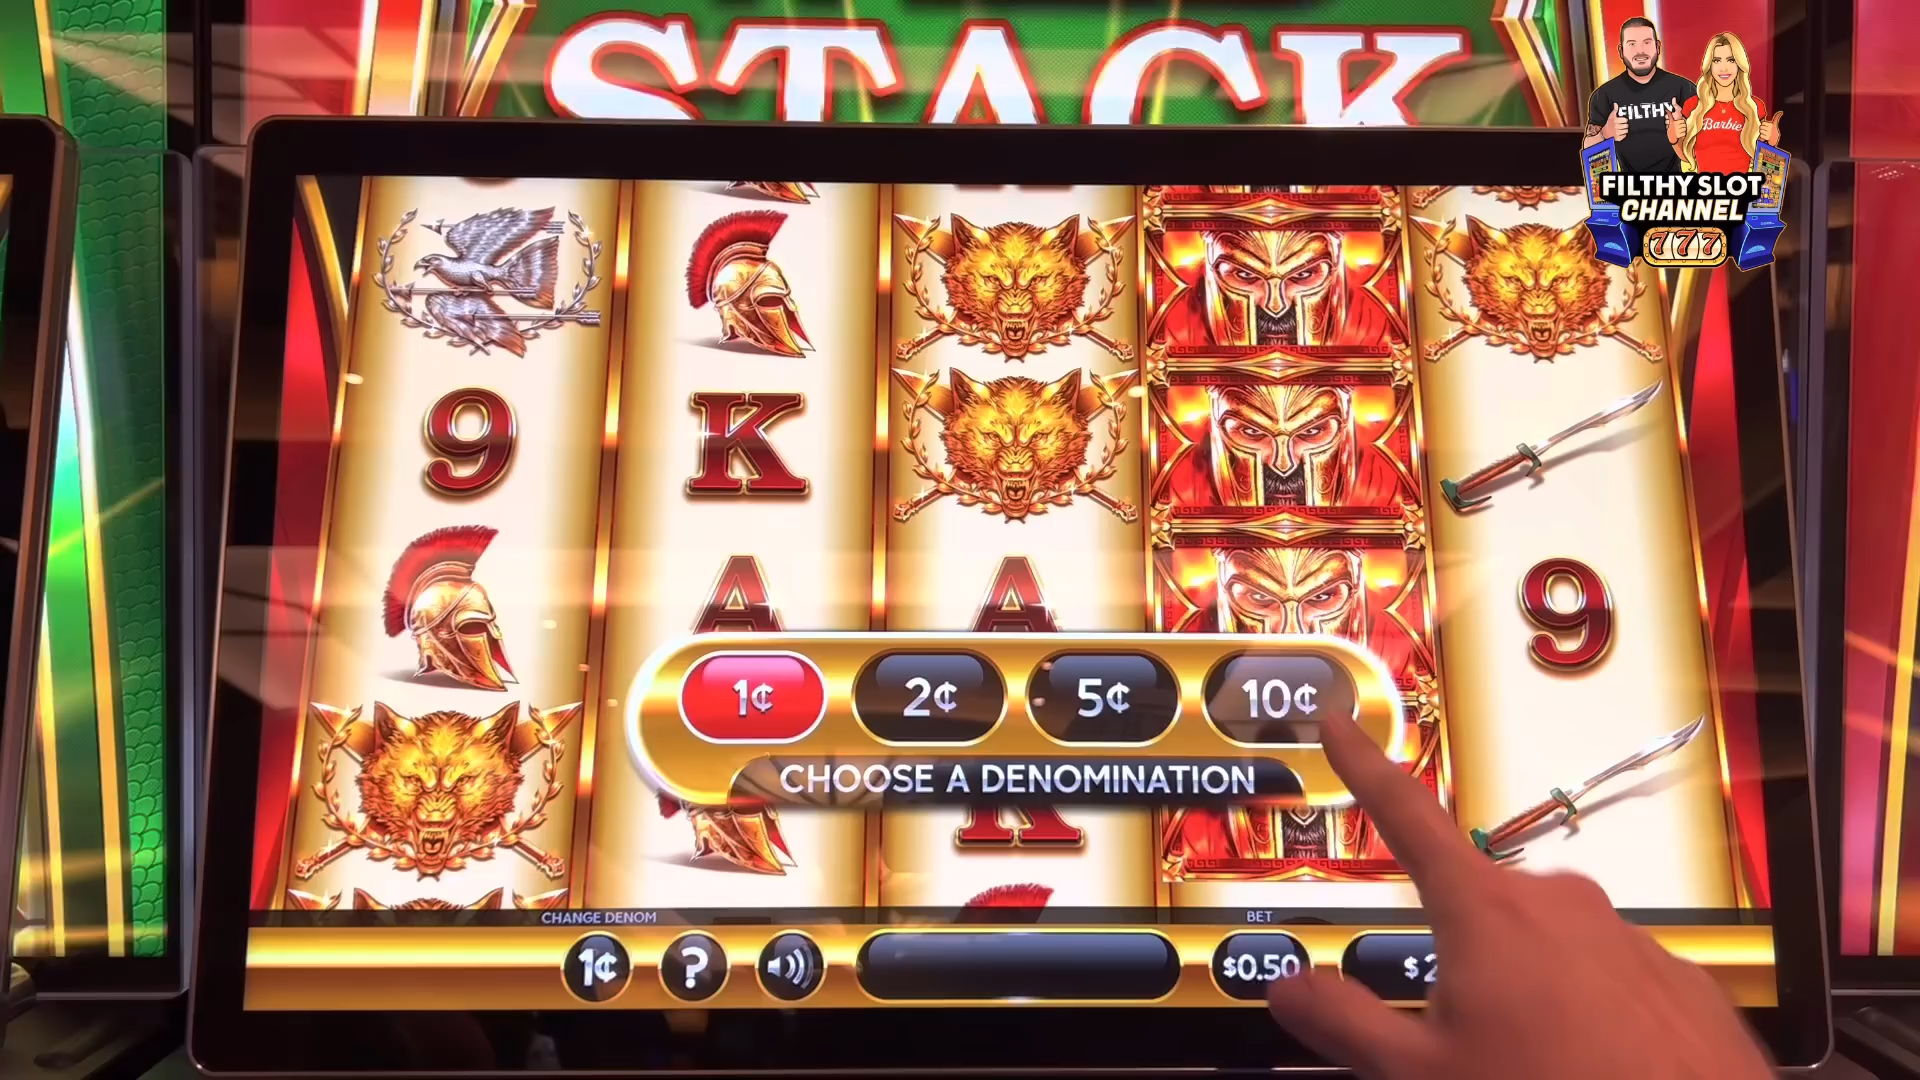 STACK
FILTHY
Barbie
FILTHY SLOT
CHANNEL
777
9
K
A
A
9
1¢ 2¢ 5¢ 10¢
CHOOSE A DENOMINATION
K
CHANGE DENOM
BET
1¢
?
$0.50